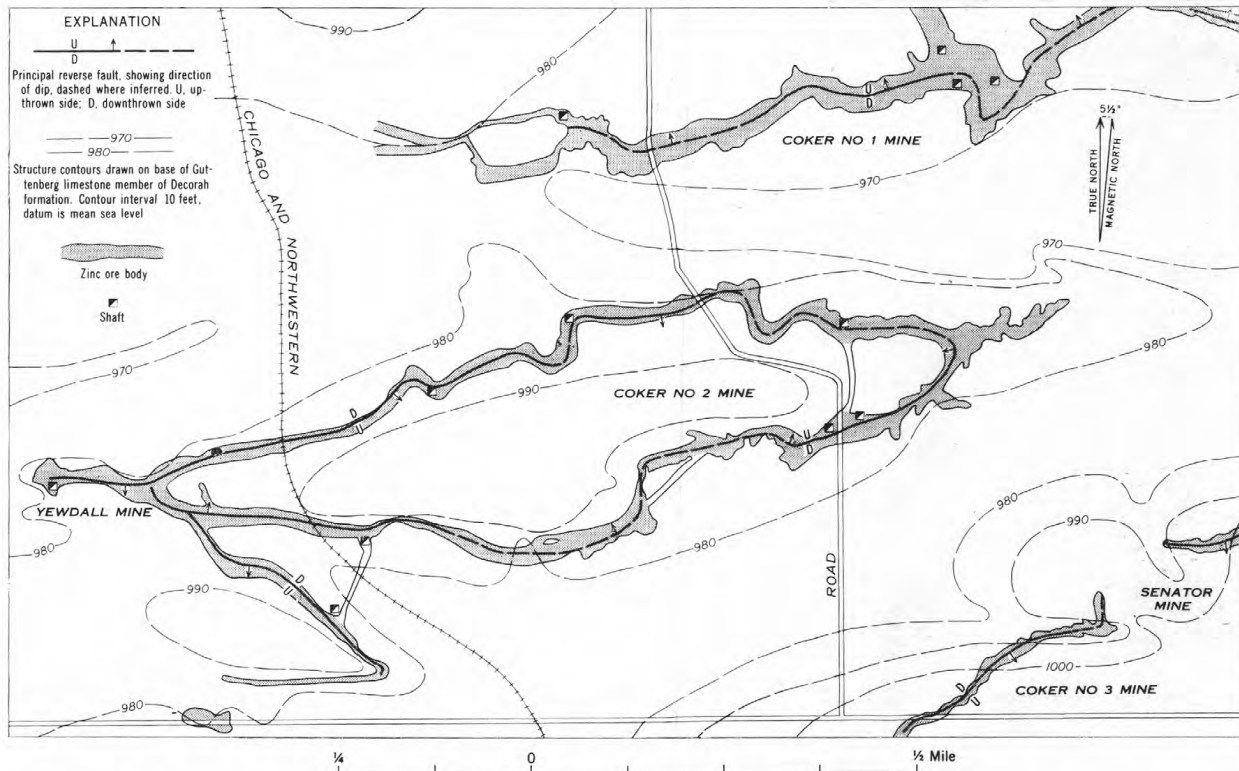 EXPLANATION
U
D
Principal reverse fault, showing direction
of dip, dashed where inferred. U, up-
thrown side; D, downthrown side
970
980
Structure contours drawn on base of Gut-
tenberg limestone member of Decorah
formation. Contour interval 10 feet,
datum is mean sea level
Zinc ore body
Shaft
990
980
CHICAGO AND NORTHWESTERN
U
D
COKER NO 1 MINE
970
5½°
TRUE NORTH
MAGNETIC NORTH
970
980
970
980
990
COKER NO 2 MINE
D
U
U
D
YEWDALL MINE
980
980
980
990
D
U
990
ROAD
SENATOR
MINE
1000
COKER NO 3 MINE
D
U
980
¼ 0 ½ Mile